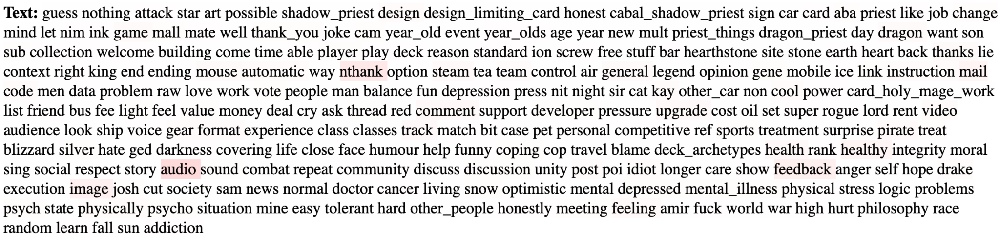 Text: guess nothing attack star art possible shadow_priest design design_limiting_card honest cabal_shadow_priest sign car card aba priest like job change
mind let nim ink game mall mate well thank_you joke cam year_old event year_olds age year new mult priest_things dragon_priest day dragon want son
sub collection welcome building come time able player play deck reason standard ion screw free stuff bar hearthstone site stone earth heart back thanks lie
context right king end ending mouse automatic way nthank option steam tea team control air general legend opinion gene mobile ice link instruction mail
code men data problem raw love work vote people man balance fun depression press nit night sir cat kay other_car non cool power card_holy_mage_work
list friend bus fee light feel value money deal cry ask thread red comment support developer pressure upgrade cost oil set super rogue lord rent video
audience look ship voice gear format experience class classes track match bit case pet personal competitive ref sports treatment surprise pirate treat
blizzard silver hate ged darkness covering life close face humour help funny coping cop travel blame deck_archetypes health rank healthy integrity moral
sing social respect story audio sound combat repeat community discuss discussion unity post poi idiot longer care show feedback anger self hope drake
execution image josh cut society sam news normal doctor cancer living snow optimistic mental depressed mental_illness physical stress logic problems
psych state physically psycho situation mine easy tolerant hard other_people honestly meeting feeling amir fuck world war high hurt philosophy race
random learn fall sun addiction